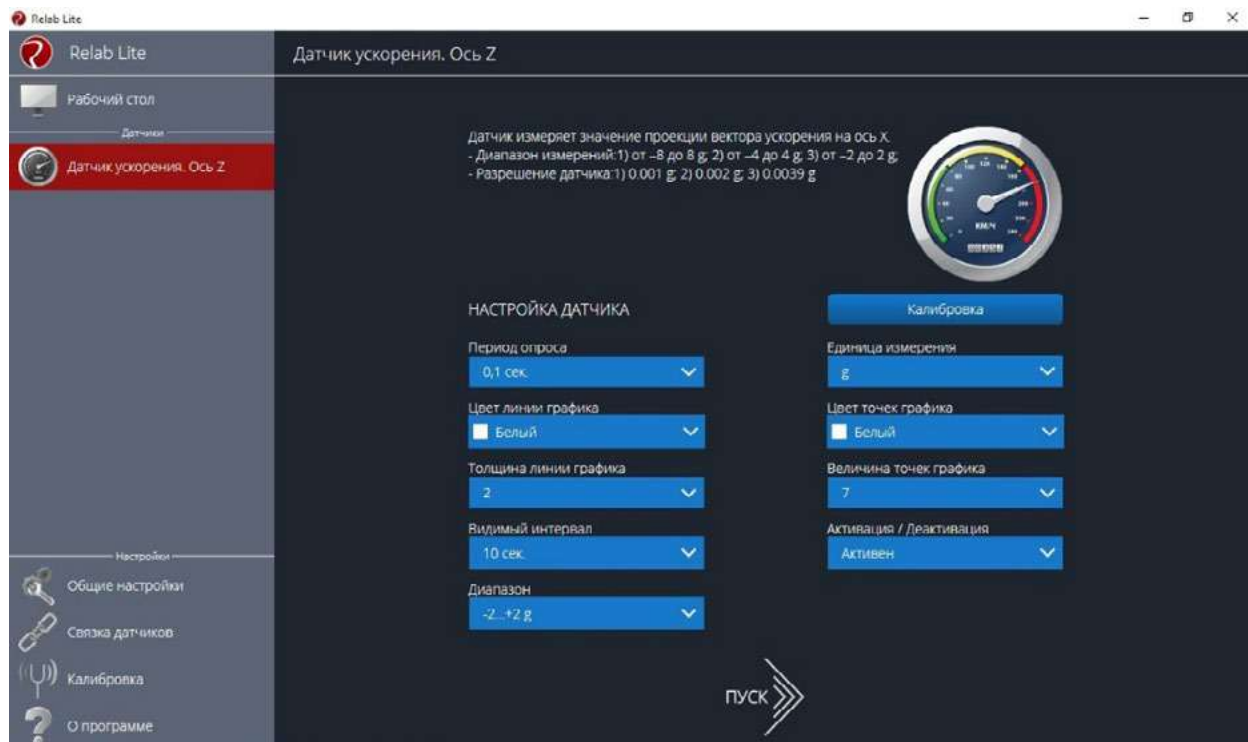 Relab Lite
Relab Lite
Датчик ускорения. Ось Z
Рабочий стол
Датчики
Датчик ускорения. Ось Z
Датчик измеряет значение проекции вектора ускорения на ось X.
- Диапазон измерений:1) от –8 до 8 g; 2) от –4 до 4 g; 3) от –2 до 2 g;
- Разрешение датчика:1) 0.001 g; 2) 0.002 g; 3) 0.0039 g
KM/H
НАСТРОЙКА ДАТЧИКА
Калибровка
Период опроса
Единица измерения
0,1 сек.
g
Цвет линии графика
Цвет точек графика
Белый
Белый
Толщина линии графика
Величина точек графика
2
7
Видимый интервал
Активация / Деактивация
10 сек.
Активен
Диапазон
-2...+2 g
Настройки
Общие настройки
Связка датчиков
Калибровка
О программе
ПУСК